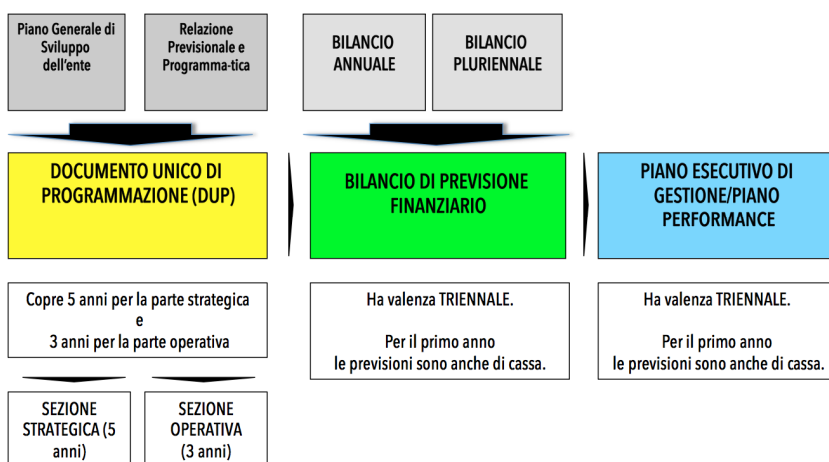 Piano Generale di
Sviluppo
dell'ente
Relazione
Previsionale e
Programma-tica
BILANCIO
ANNUALE
BILANCIO
PLURIENNALE
DOCUMENTO UNICO DI
PROGRAMMAZIONE (DUP)
BILANCIO DI PREVISIONE
FINANZIARIO
PIANO ESECUTIVO DI
GESTIONE/PIANO
PERFORMANCE
Copre 5 anni per la parte strategica
e
3 anni per la parte operativa
Ha valenza TRIENNALE.
Per il primo anno
le previsioni sono anche di cassa.
Ha valenza TRIENNALE.
Per il primo anno
le previsioni sono anche di cassa.
SEZIONE
STRATEGICA (5
anni)
SEZIONE
OPERATIVA
(3 anni)